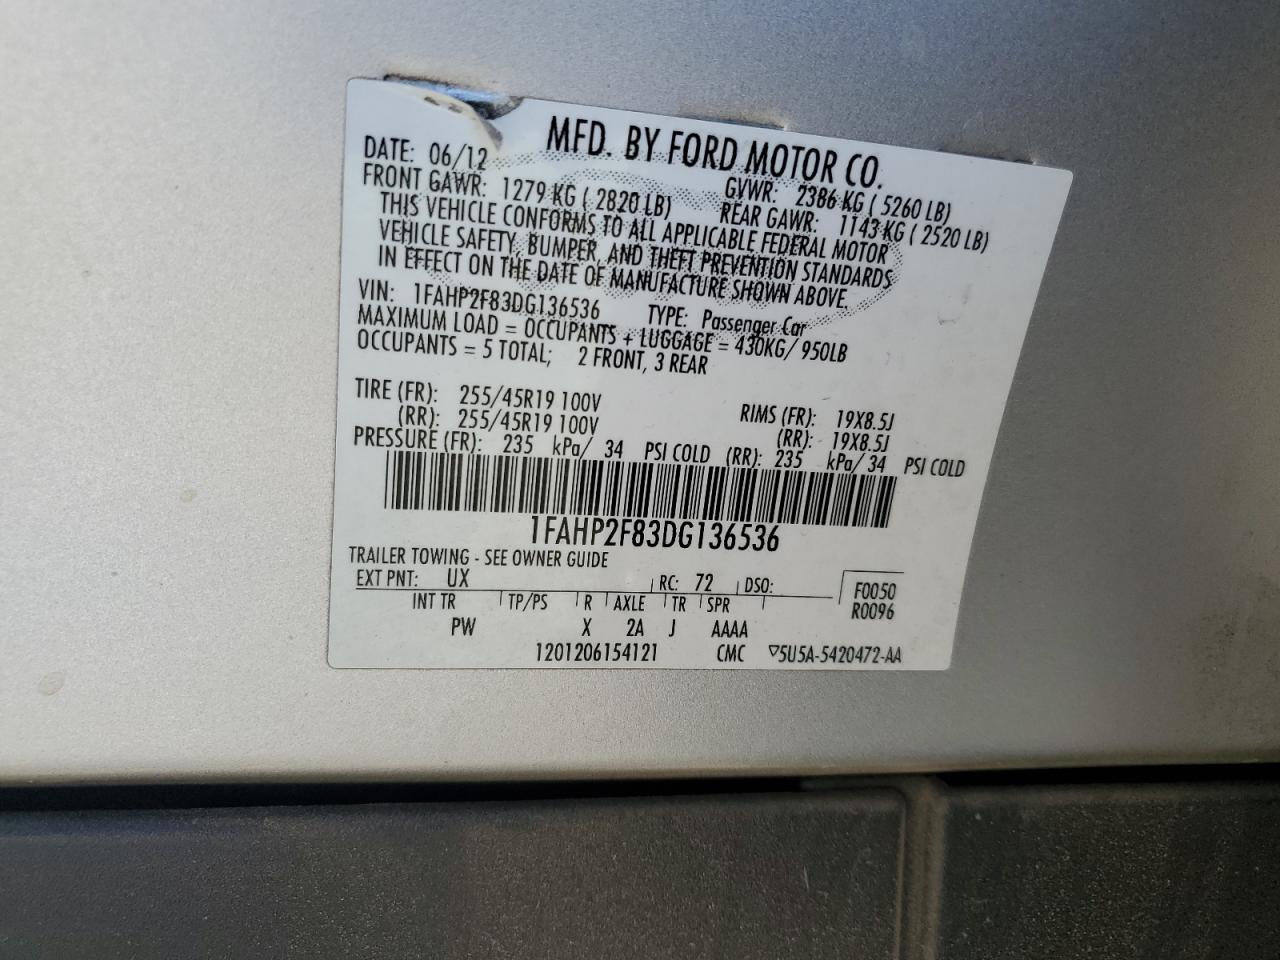 MFD. BY FORD MOTOR CO.
DATE: 06/12 GVWR: 2386 KG ( 5260 LB)
FRONT GAWR: 1279 KG ( 2820 LB) REAR GAWR: 1143 KG ( 2520 LB)
THIS VEHICLE CONFORMS TO ALL APPLICABLE FEDERAL MOTOR
VEHICLE SAFETY, BUMPER, AND THEFT PREVENTION STANDARDS
IN EFFECT ON THE DATE OF MANUFACTURE SHOWN ABOVE.
VIN: 1FAHP2F83DG136536 TYPE: Passenger Car
MAXIMUM LOAD = OCCUPANTS + LUGGAGE = 430KG/ 950LB
OCCUPANTS = 5 TOTAL; 2 FRONT, 3 REAR
TIRE (FR): 255/45R19 100V RIMS (FR): 19X8.5J
(RR): 255/45R19 100V (RR): 19X8.5J
PRESSURE (FR): 235 kPa/ 34 PSI COLD (RR): 235 kPa/ 34 PSI COLD
1FAHP2F83DG136536
TRAILER TOWING - SEE OWNER GUIDE
EXT PNT: UX RC: 72 DSO: F0050
INT TR TP/PS R AXLE TR SPR R0096
PW X 2A J AAAA
1201206154121 CMC ▽5U5A-5420472-AA